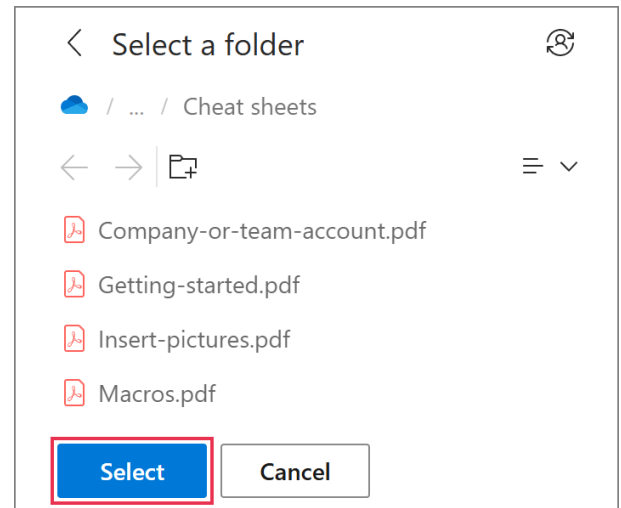 Select a folder
/ ... / Cheat sheets
Company-or-team-account.pdf
Getting-started.pdf
Insert-pictures.pdf
Macros.pdf
Select Cancel